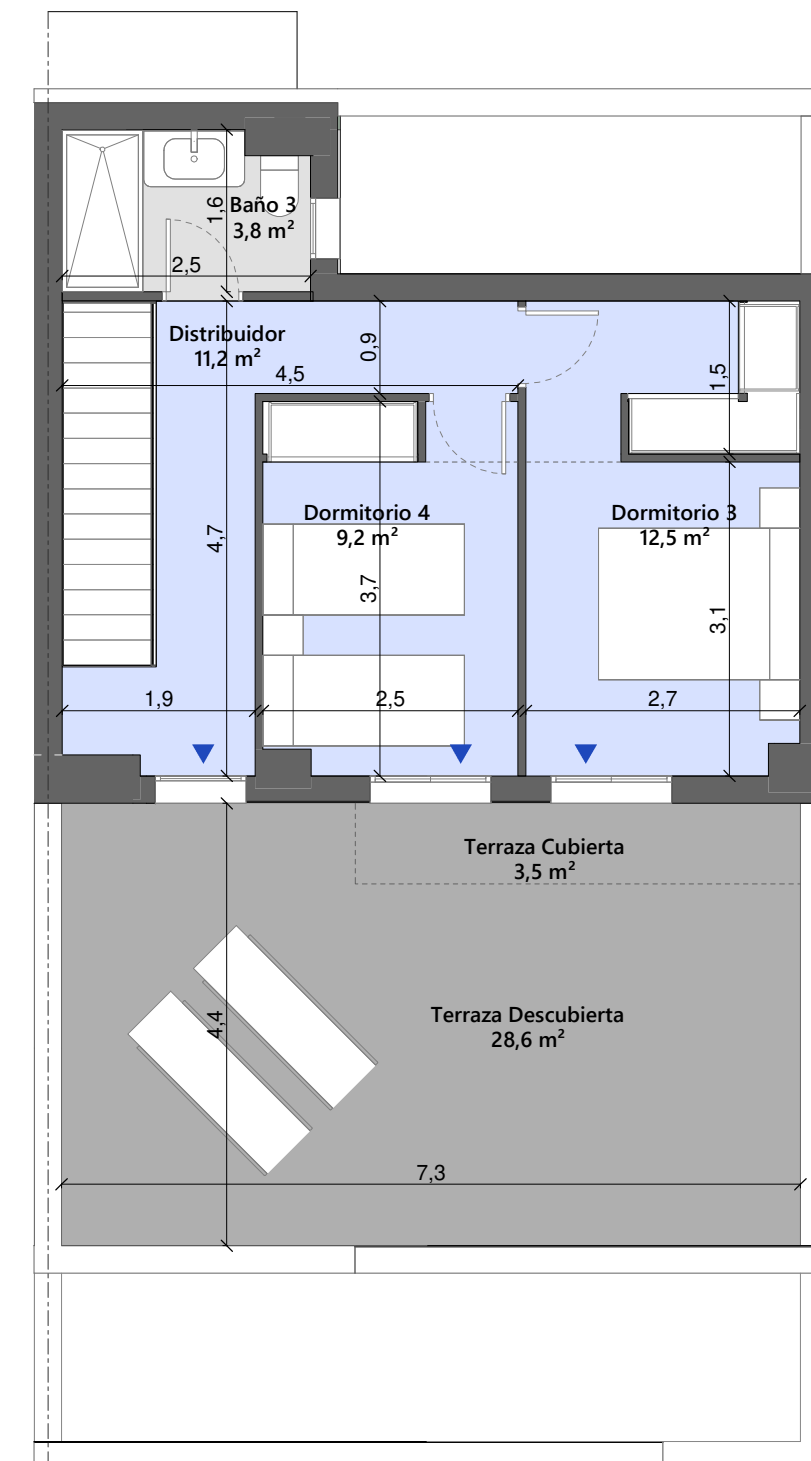 Baño 3
3,8 m²
1,6
2,5
Distribuidor
11,2 m²
0,9
4,5
1,5
Dormitorio 4
9,2 m²
Dormitorio 3
12,5 m²
4,7
3,7
3,1
1,9
2,5
2,7
Terraza Cubierta
3,5 m²
Terraza Descubierta
28,6 m²
4,4
7,3